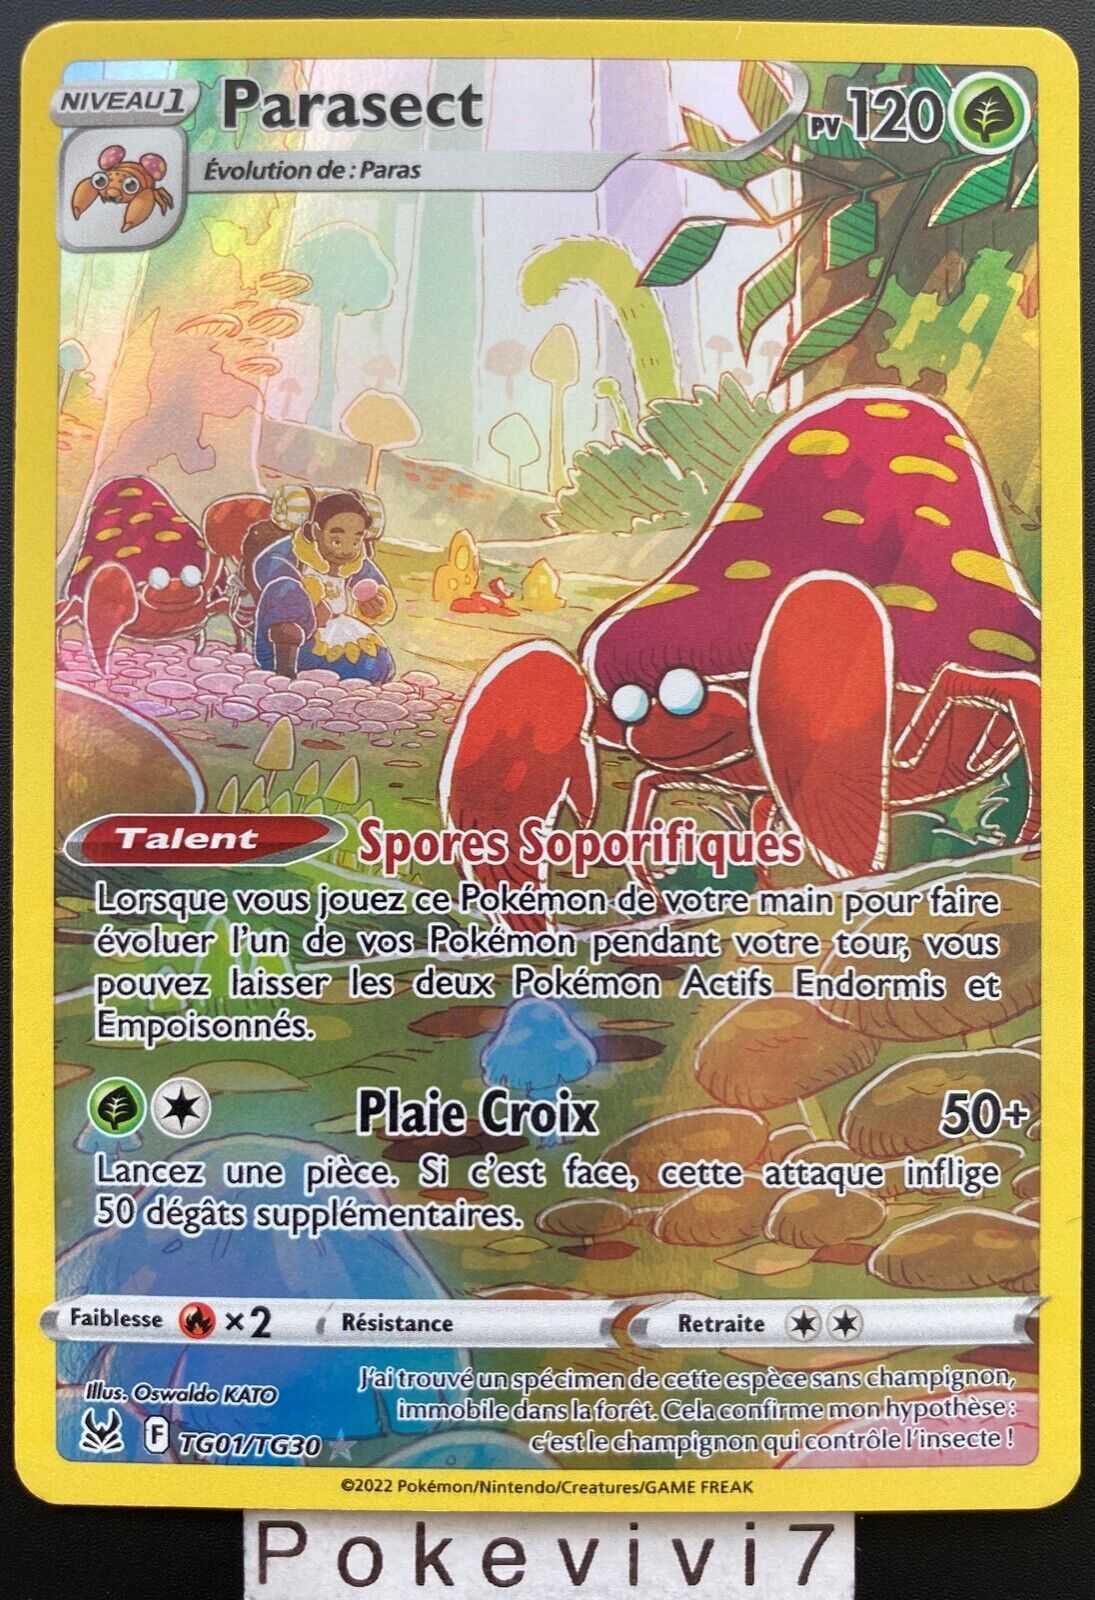 NIVEAU 1
Parasect
PV 120
Évolution de : Paras
Talent Spores Soporifiques
Lorsque vous jouez ce Pokémon de votre main pour faire
évoluer l'un de vos Pokémon pendant votre tour, vous
pouvez laisser les deux Pokémon Actifs Endormis et
Empoisonnés.
Plaie Croix 50+
Lancez une pièce. Si c'est face, cette attaque inflige
50 dégâts supplémentaires.
Faiblesse ×2 Résistance Retraite
Illus. Oswaldo KATO
F TG01/TG30
J'ai trouvé un spécimen de cette espèce sans champignon,
immobile dans la forêt. Cela confirme mon hypothèse :
c'est le champignon qui contrôle l'insecte !
©2022 Pokémon/Nintendo/Creatures/GAME FREAK
Pokevivi7